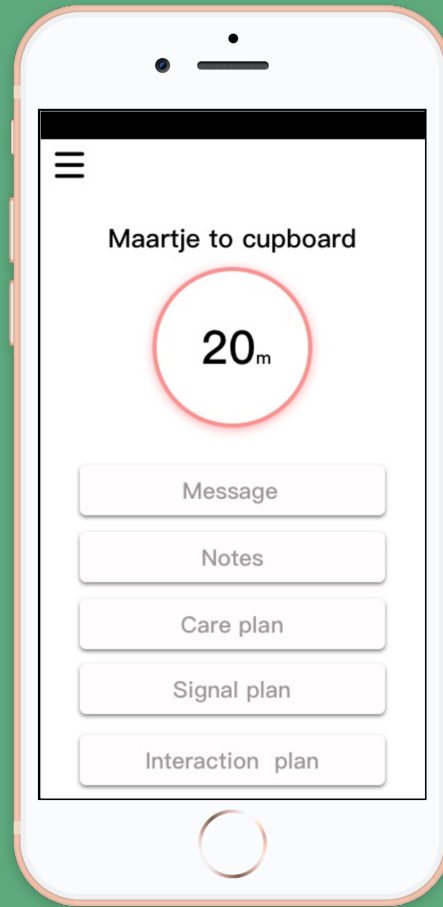 Maartje to cupboard
20m
Message
Notes
Care plan
Signal plan
Interaction plan